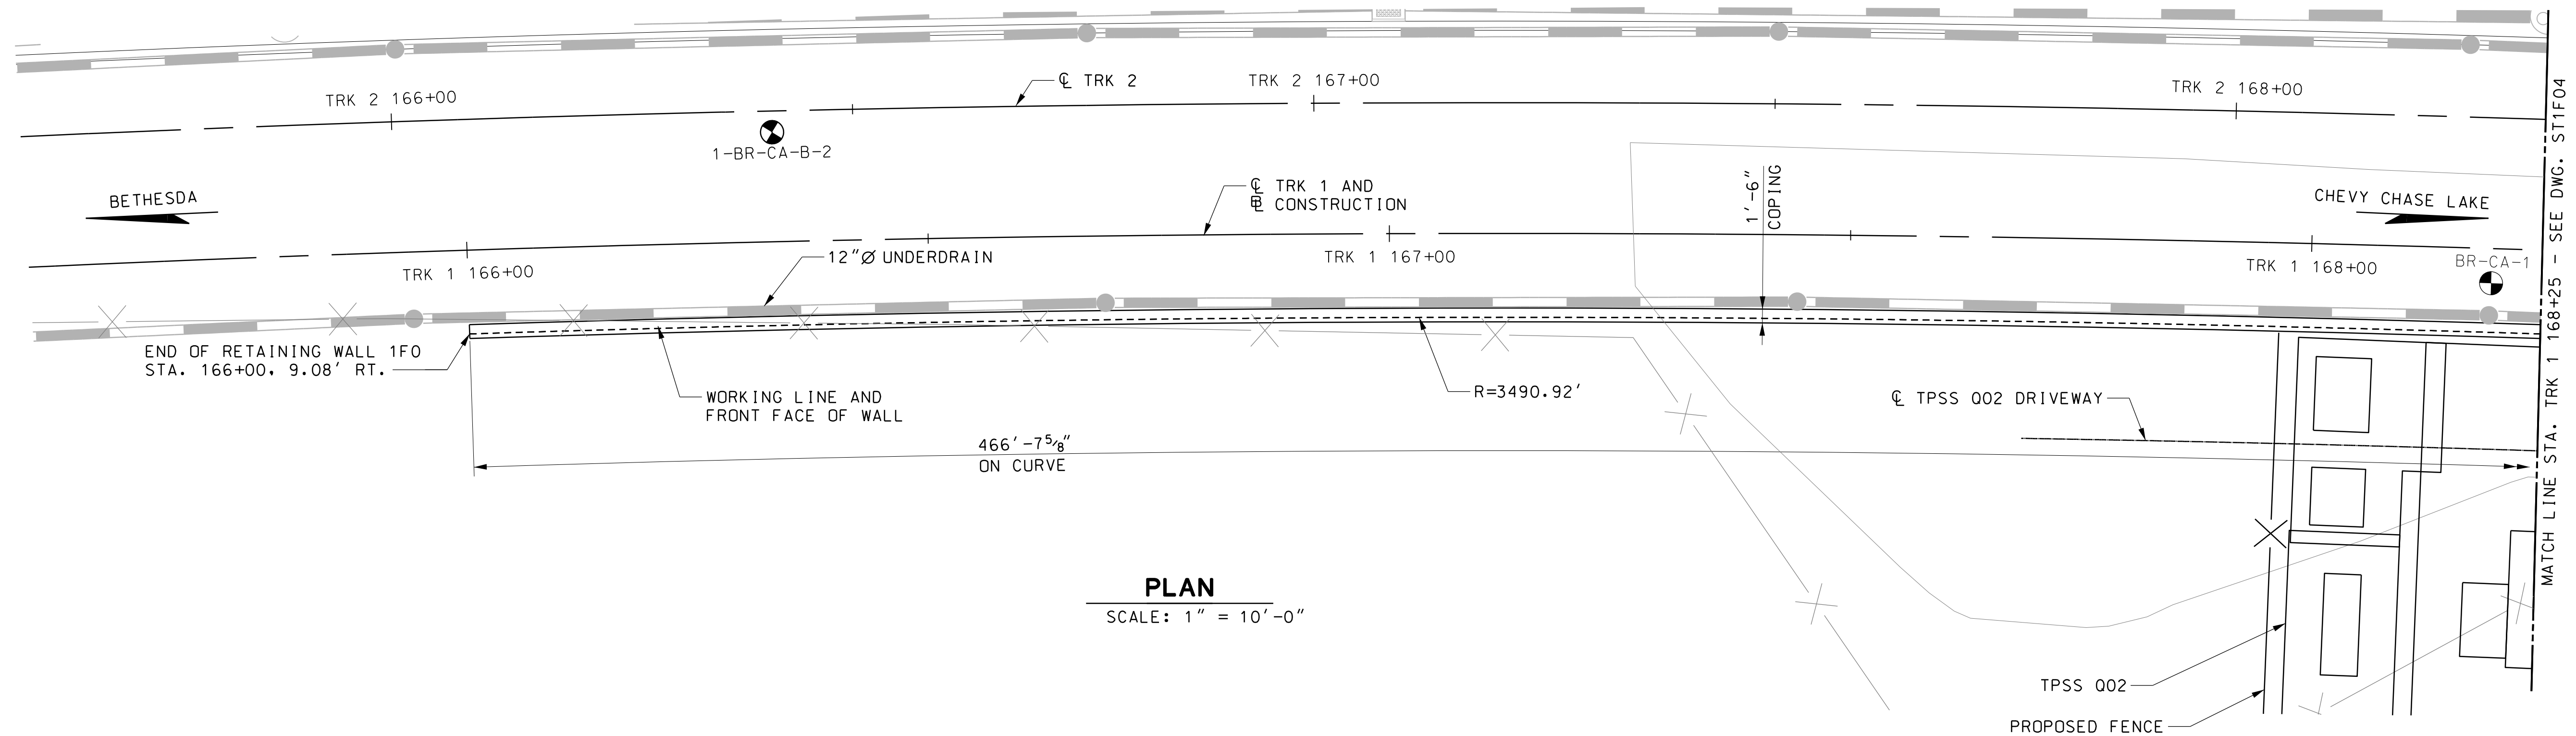 TRK 2 166+00
℄ TRK 2
TRK 2 167+00
TRK 2 168+00
1-BR-CA-B-2
BETHESDA
℄ TRK 1 AND
BL CONSTRUCTION
1'-6"
COPING
CHEVY CHASE LAKE
TRK 1 166+00
12"Ø UNDERDRAIN
TRK 1 167+00
TRK 1 168+00
BR-CA-1
END OF RETAINING WALL 1F0
STA. 166+00, 9.08' RT.
WORKING LINE AND
FRONT FACE OF WALL
R=3490.92'
℄ TPSS Q02 DRIVEWAY
466'-7⅝"
ON CURVE
PLAN
SCALE: 1" = 10'-0"
TPSS Q02
PROPOSED FENCE
MATCH LINE STA. TRK 1 168+25 - SEE DWG. ST1F04